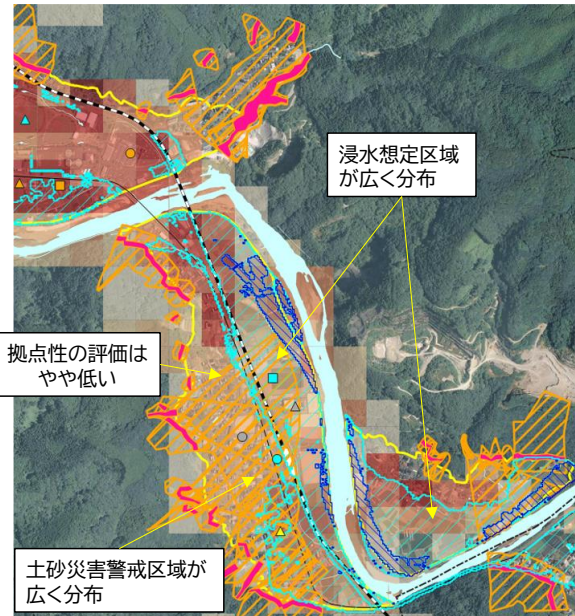 浸水想定区域
が広く分布
拠点性の評価は
やや低い
土砂災害警戒区域が
広く分布